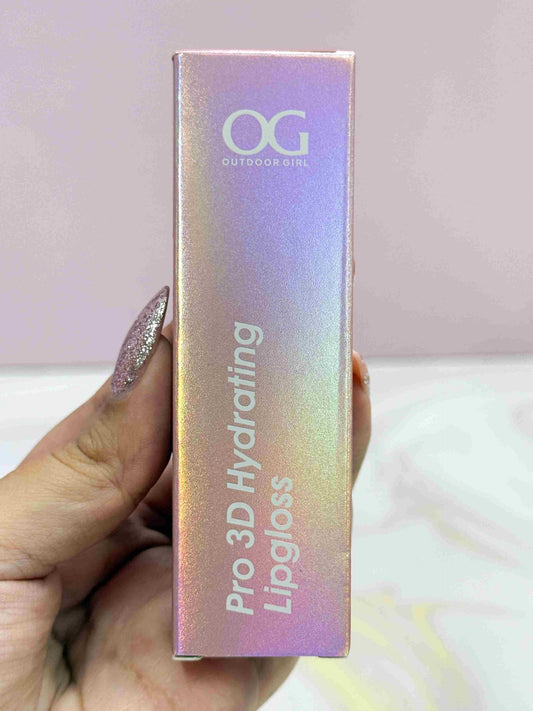 OG
OUTDOOR GIRL
Pro 3D Hydrating
Lipgloss